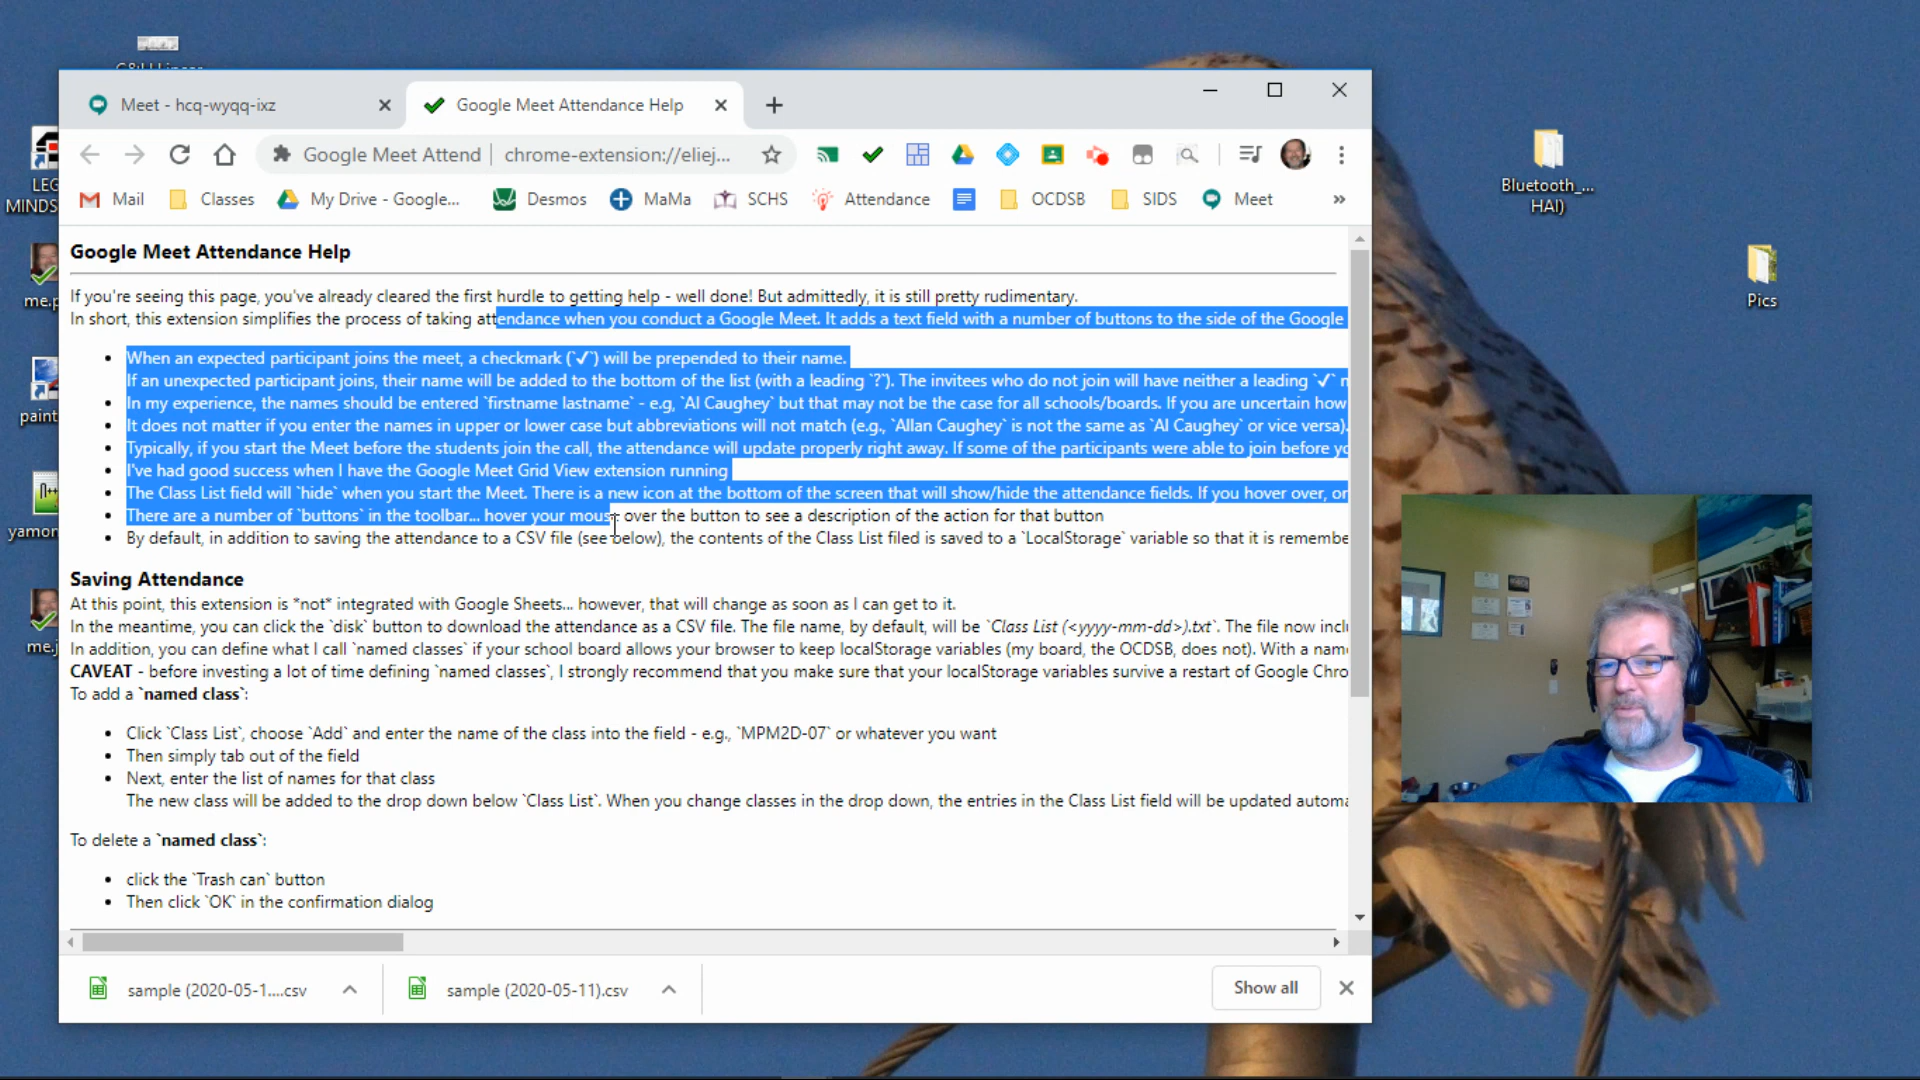 Meet - hcq-wyqq-ixz
Google Meet Attendance Help
Google Meet Attend
chrome-extension://eliej...
Mail
Classes
My Drive - Google...
Desmos
MaMa
SCHS
Attendance
OCDSB
SIDS
Meet
»
Google Meet Attendance Help
If you're seeing this page, you've already cleared the first hurdle to getting help - well done! But admittedly, it is still pretty rudimentary.
In short, this extension simplifies the process of taking attendance when you conduct a Google Meet. It adds a text field with a number of buttons to the side of the Google
• When an expected participant joins the meet, a checkmark (`✓`) will be prepended to their name.
If an unexpected participant joins, their name will be added to the bottom of the list (with a leading `?`). The invitees who do not join will have neither a leading `✓` n
• In my experience, the names should be entered `firstname lastname` - e.g, `Al Caughey` but that may not be the case for all schools/boards. If you are uncertain how
• It does not matter if you enter the names in upper or lower case but abbreviations will not match (e.g., `Allan Caughey` is not the same as `Al Caughey` or vice versa).
• Typically, if you start the Meet before the students join the call, the attendance will update properly right away. If some of the participants were able to join before yo
• I've had good success when I have the Google Meet Grid View extension running
• The Class List field will `hide` when you start the Meet. There is a new icon at the bottom of the screen that will show/hide the attendance fields. If you hover over, or
• There are a number of `buttons` in the toolbar... hover your mouse over the button to see a description of the action for that button
• By default, in addition to saving the attendance to a CSV file (see below), the contents of the Class List filed is saved to a `LocalStorage` variable so that it is remembe
Saving Attendance
At this point, this extension is *not* integrated with Google Sheets... however, that will change as soon as I can get to it.
In the meantime, you can click the `disk` button to download the attendance as a CSV file. The file name, by default, will be `Class List (<yyyy-mm-dd>).txt`. The file now inclu
In addition, you can define what I call `named classes` if your school board allows your browser to keep localStorage variables (my board, the OCDSB, does not). With a name
CAVEAT - before investing a lot of time defining `named classes`, I strongly recommend that you make sure that your localStorage variables survive a restart of Google Chro
To add a `named class`:
• Click `Class List`, choose `Add` and enter the name of the class into the field - e.g., `MPM2D-07` or whatever you want
• Then simply tab out of the field
• Next, enter the list of names for that class
The new class will be added to the drop down below `Class List`. When you change classes in the drop down, the entries in the Class List field will be updated automa
To delete a `named class`:
• click the `Trash can` button
• Then click `OK` in the confirmation dialog
sample (2020-05-1....csv
sample (2020-05-11).csv
Show all
LEG
MINDS
me.p
paint
yamon
me.j
Bluetooth_...
HAI)
Pics